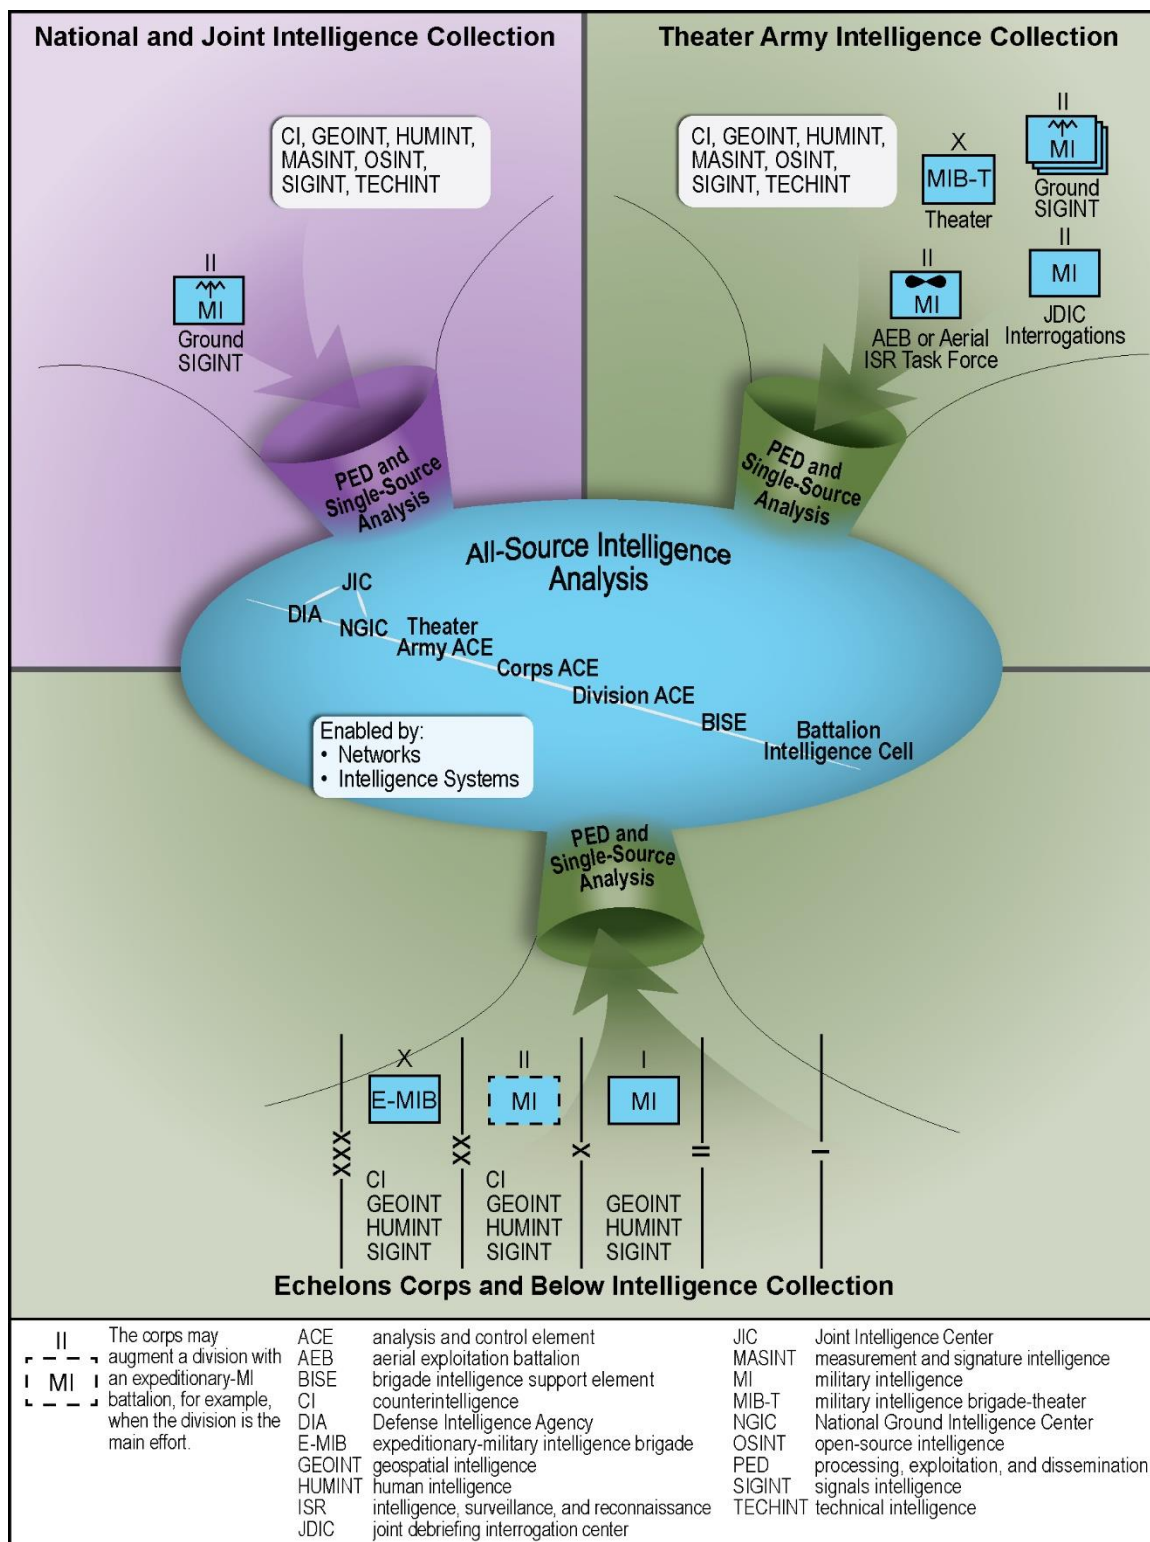 National and Joint Intelligence Collection
CI, GEOINT, HUMINT,
MASINT, OSINT,
SIGINT, TECHINT
II
MI
Ground
SIGINT
PED and
Single-Source
Analysis
Theater Army Intelligence Collection
CI, GEOINT, HUMINT,
MASINT, OSINT,
SIGINT, TECHINT
X
MIB-T
Theater
II
MI
Ground
SIGINT
II
MI
AEB or Aerial
ISR Task Force
II
MI
JDIC
Interrogations
PED and
Single-Source
Analysis
All-Source Intelligence
Analysis
JIC
DIA
NGIC
Theater
Army ACE
Corps ACE
Division ACE
BISE
Battalion
Intelligence Cell
Enabled by:
• Networks
• Intelligence Systems
PED and
Single-Source
Analysis
X
E-MIB
II
MI
I
MI
XXX
XX
X
II
I
CI
GEOINT
HUMINT
SIGINT
CI
GEOINT
HUMINT
SIGINT
GEOINT
HUMINT
SIGINT
Echelons Corps and Below Intelligence Collection
II
MI
The corps may
augment a division with
an expeditionary-MI
battalion, for example,
when the division is the
main effort.
ACE analysis and control element
AEB aerial exploitation battalion
BISE brigade intelligence support element
CI counterintelligence
DIA Defense Intelligence Agency
E-MIB expeditionary-military intelligence brigade
GEOINT geospatial intelligence
HUMINT human intelligence
ISR intelligence, surveillance, and reconnaissance
JDIC joint debriefing interrogation center
JIC Joint Intelligence Center
MASINT measurement and signature intelligence
MI military intelligence
MIB-T military intelligence brigade-theater
NGIC National Ground Intelligence Center
OSINT open-source intelligence
PED processing, exploitation, and dissemination
SIGINT signals intelligence
TECHINT technical intelligence